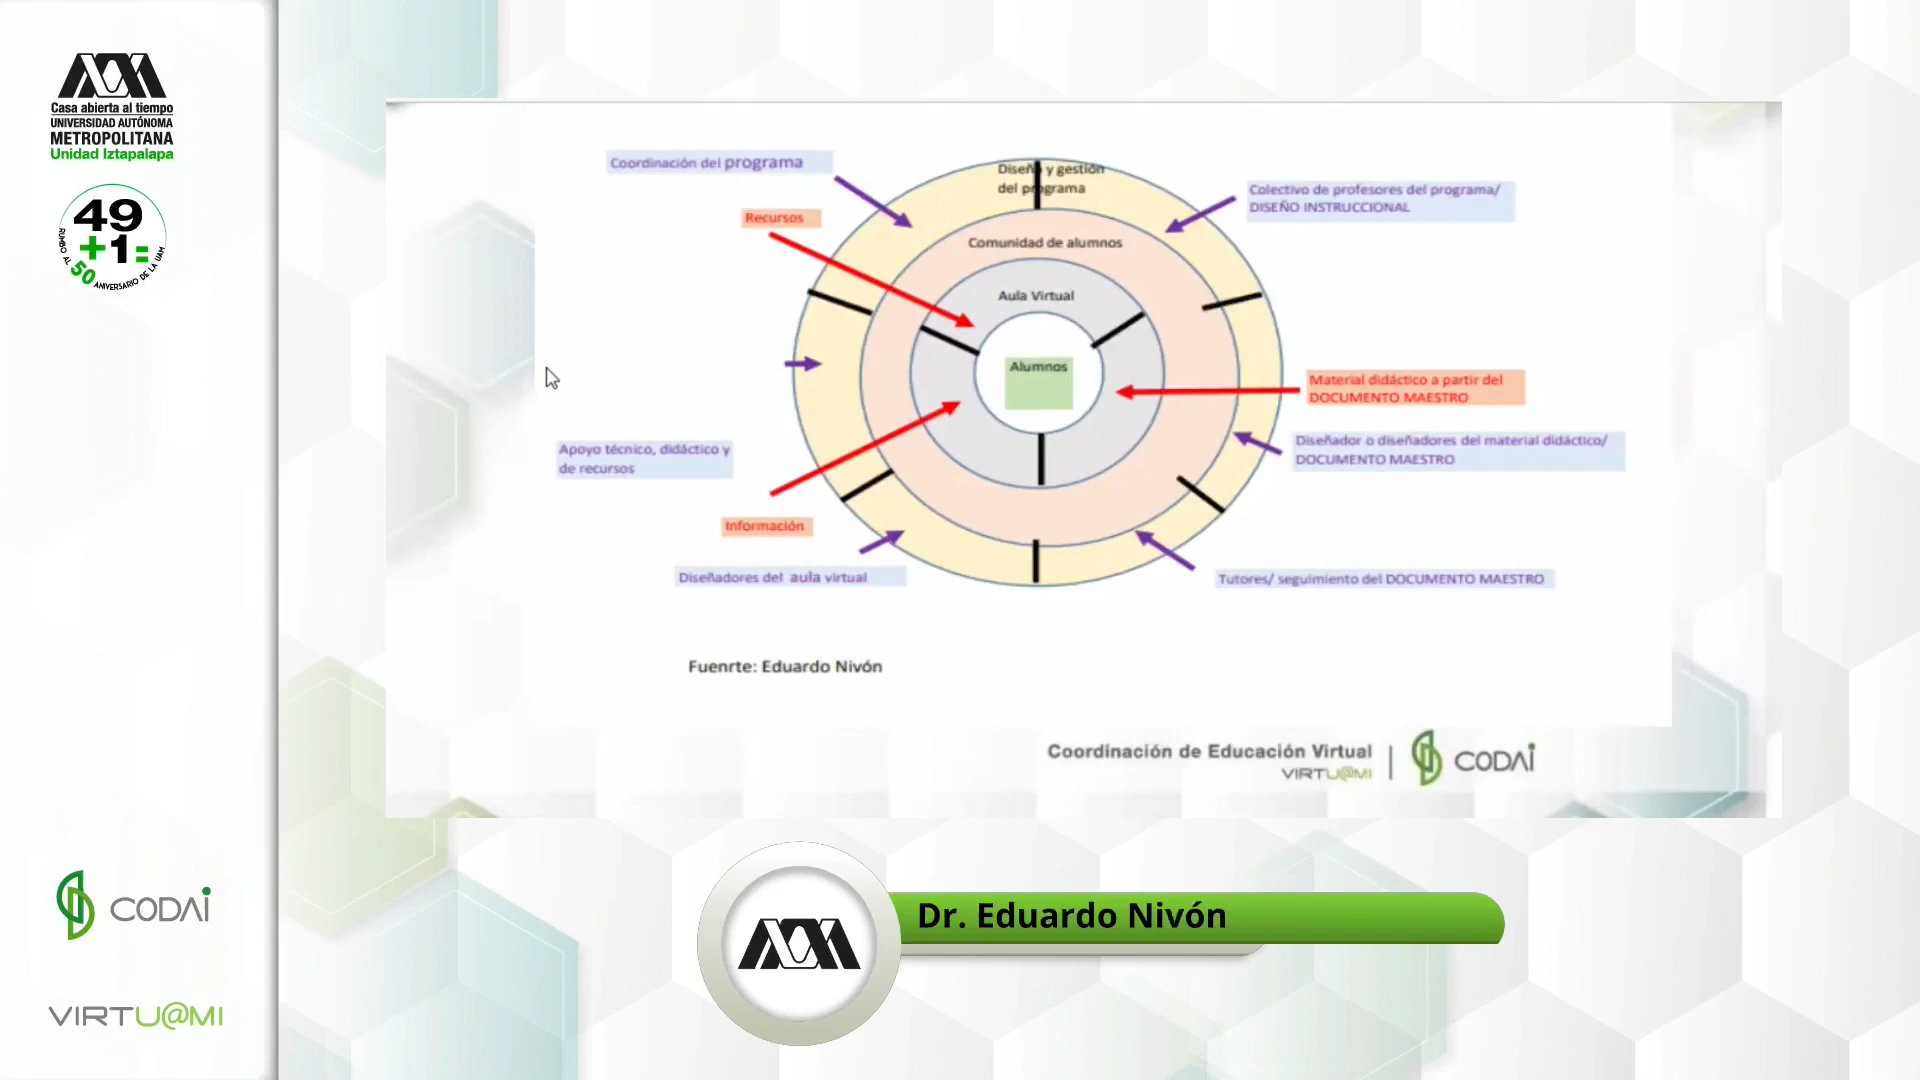 Casa abierta al tiempo
UNIVERSIDAD AUTÓNOMA
METROPOLITANA
Unidad Iztapalapa
49
+1=
RUMBO AL 50 ANIVERSARIO DE LA UAM
Coordinación del programa
Diseño y gestión
del programa
Colectivo de profesores del programa/
DISEÑO INSTRUCCIONAL
Recursos
Comunidad de alumnos
Aula Virtual
Alumnos
Material didáctico a partir del
DOCUMENTO MAESTRO
Apoyo técnico, didáctico y
de recursos
Diseñador o diseñadores del material didáctico/
DOCUMENTO MAESTRO
Información
Diseñadores del aula virtual
Tutores/ seguimiento del DOCUMENTO MAESTRO
Fuenrte: Eduardo Nivón
Coordinación de Educación Virtual
VIRTU@MI
CODAI
Dr. Eduardo Nivón
CODAI
VIRTU@MI